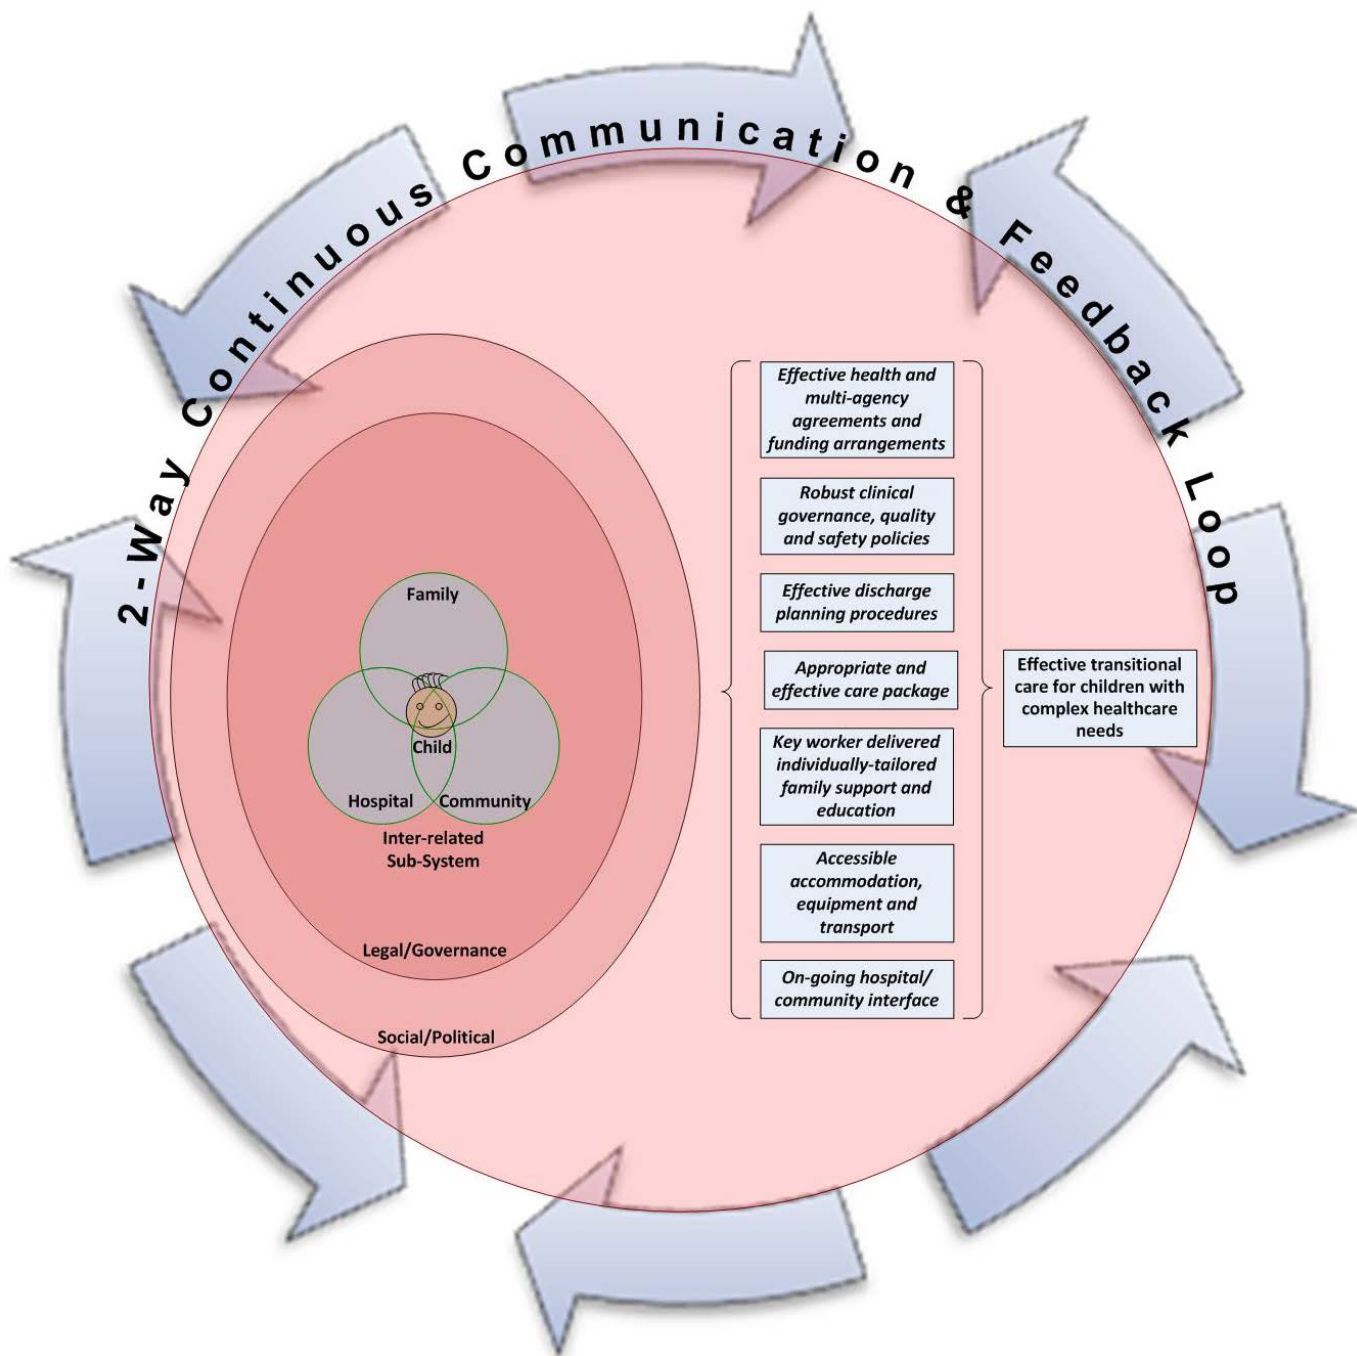 2-Way Continuous Communication & Feedback Loop
Family
Child
Hospital
Community
Inter-related
Sub-System
Legal/Governance
Social/Political
Effective health and
multi-agency
agreements and
funding arrangements
Robust clinical
governance, quality
and safety policies
Effective discharge
planning procedures
Appropriate and
effective care package
Key worker delivered
individually-tailored
family support and
education
Accessible
accommodation,
equipment and
transport
On-going hospital/
community interface
Effective transitional
care for children with
complex healthcare
needs